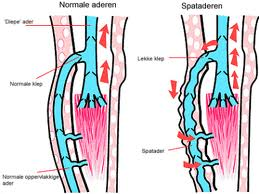 Normale aderen
Spataderen
'Diepe' ader
Lekke klep
Normale klep
Spatader
Normale oppervlakkige
ader